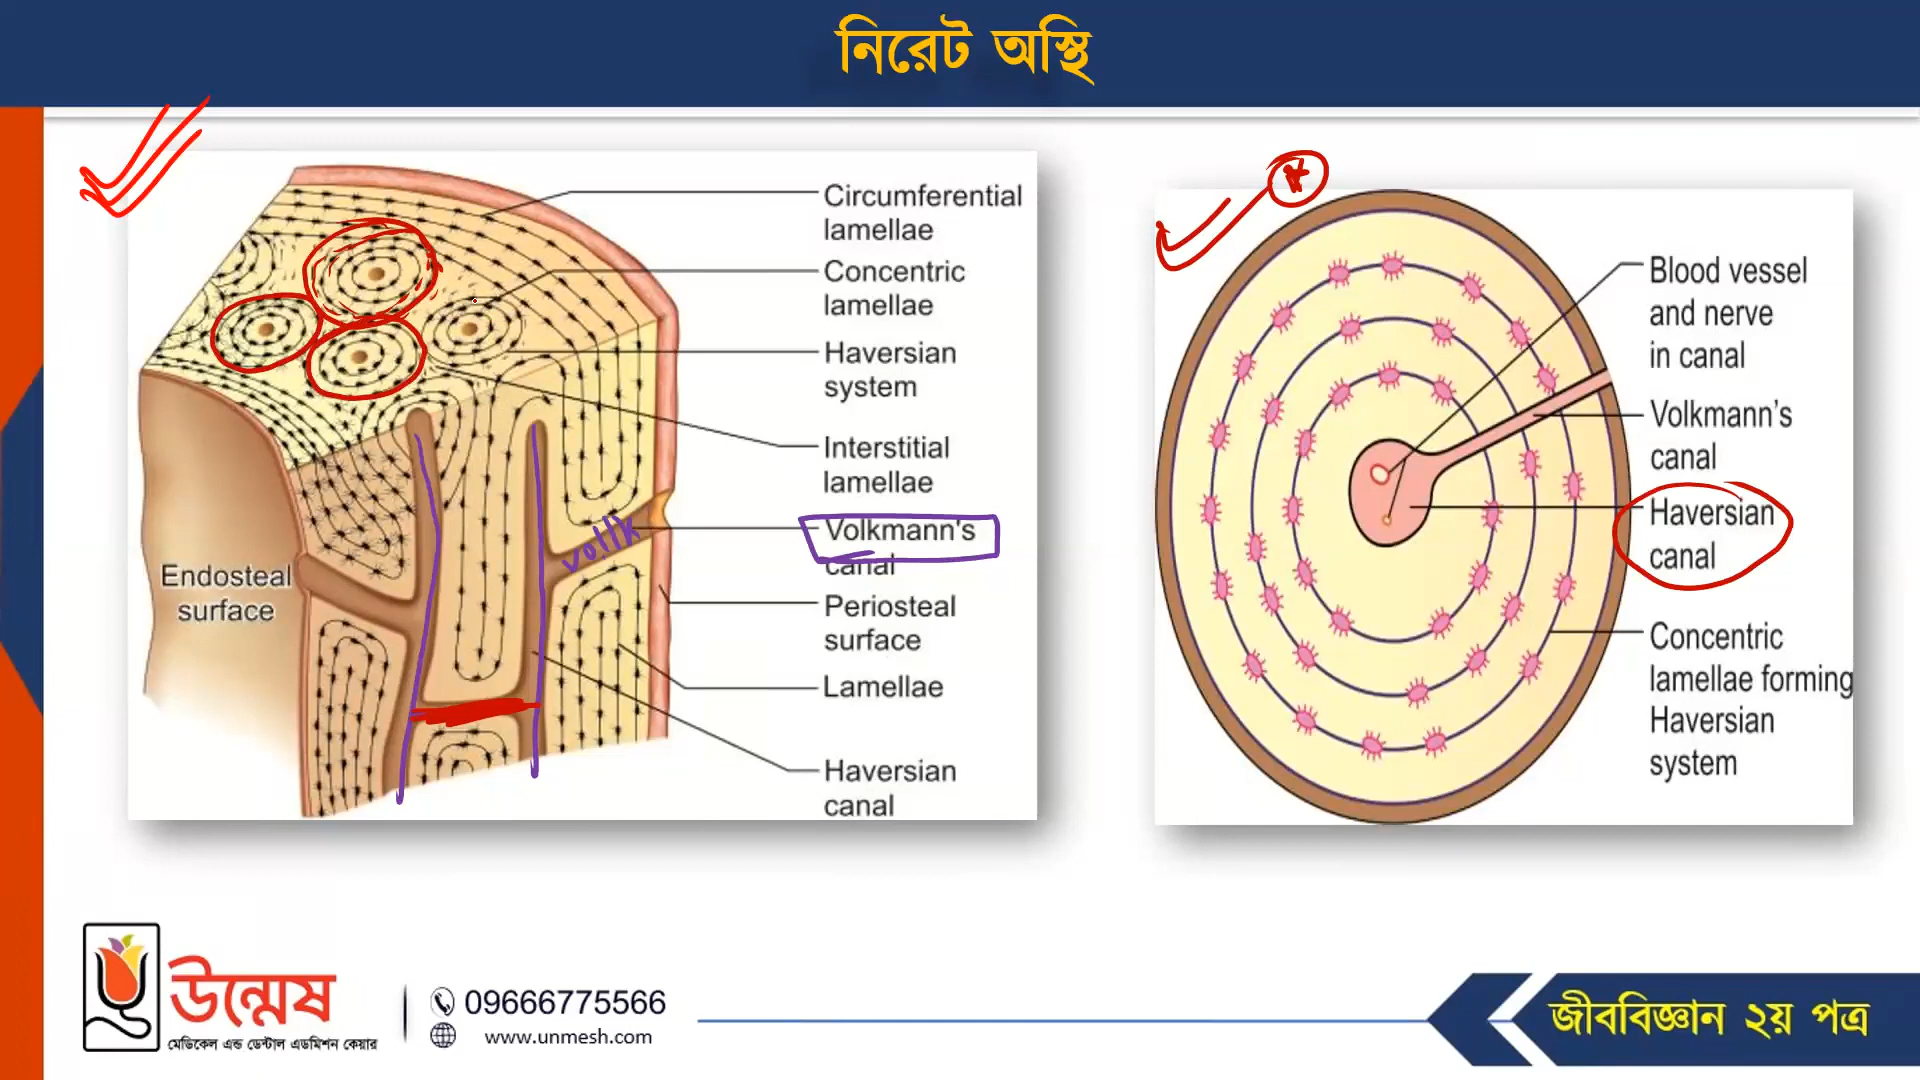 নিরেট অস্থি
Circumferential
lamellae
Concentric
lamellae
Haversian
system
Interstitial
lamellae
Volkmann's
canal
Periosteal
surface
Lamellae
Haversian
canal
Endosteal
surface
vollk
Blood vessel
and nerve
in canal
Volkmann's
canal
Haversian
canal
Concentric
lamellae forming
Haversian
system
উন্মেষ
মেডিকেল এন্ড ডেন্টাল এডমিশন কেয়ার
09666775566
www.unmesh.com
জীববিজ্ঞান ২য় পত্র